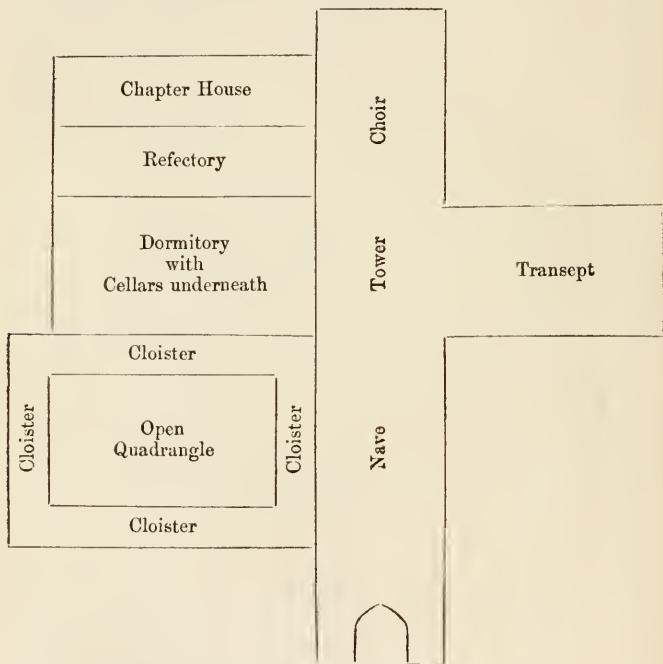 Chapter House
Choir
Refectory
Dormitory
with
Cellars underneath
Tower
Transept
Cloister
Cloister
Open
Quadrangle
Cloister
Nave
Cloister